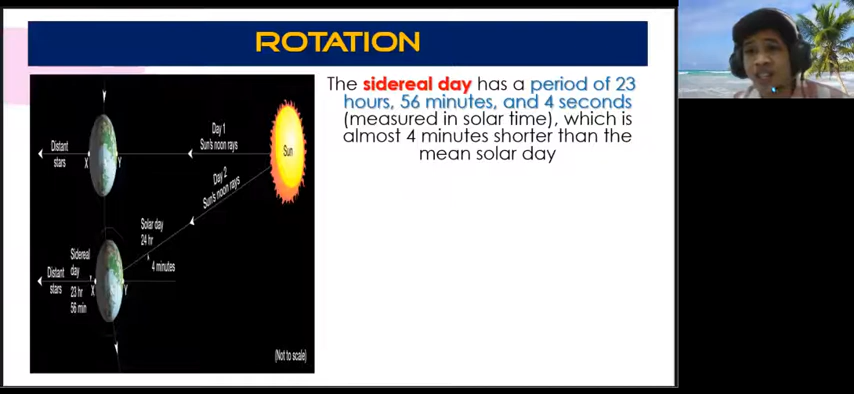 ROTATION
The sidereal day has a period of 23
hours, 56 minutes, and 4 seconds
(measured in solar time), which is
almost 4 minutes shorter than the
mean solar day
Day 1
Sun's noon rays
Sun
Distant
stars
X
Y
Day 2
Sun's noon rays
Solar day
24 hr
4 minutes
Sidereal
day
23 hr
56 min
Distant
stars
X
Y
(Not to scale)